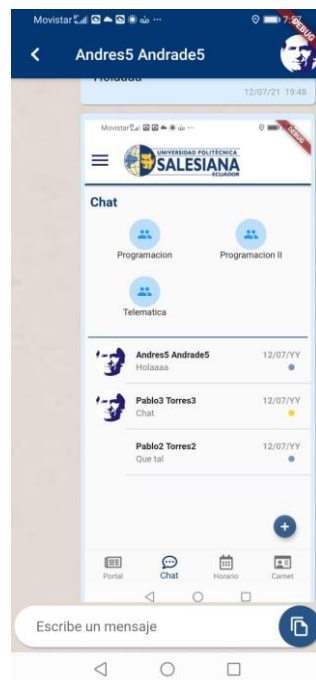 Movistar
Andres5 Andrade5
DEBUG
12/07/21 19:48
Movistar
DEBUG
UNIVERSIDAD POLITÉCNICA
SALESIANA
ECUADOR
Chat
Programacion Programacion II
Telematica
Andres5 Andrade5 12/07/YY
Holaaaa
Pablo3 Torres3 12/07/YY
Chat
Pablo2 Torres2 12/07/YY
Que tal
Portal Chat Horario Carnet
Escribe un mensaje